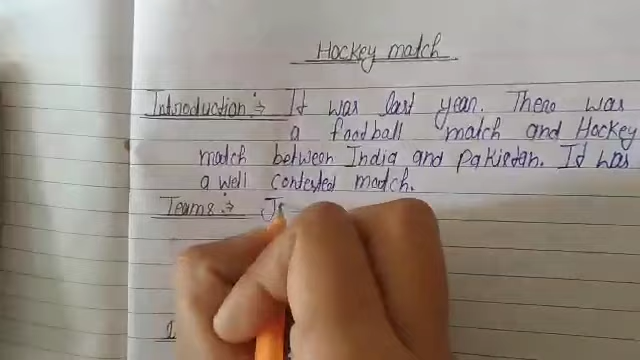 Hockey match
Introduction :→ It was last year. There was
a football match and Hockey
match between India and Pakistan. It was
a well contested match.
Teams :→